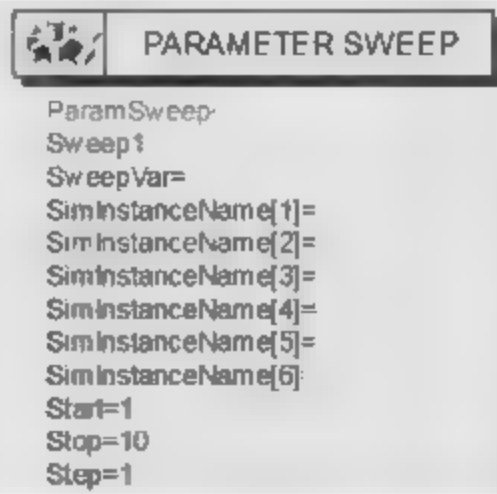 PARAMETER SWEEP
ParamSweep
Sweep1
SweepVar=
SimInstanceName[1]=
SimInstanceName[2]=
SimInstanceName[3]=
SimInstanceName[4]=
SimInstanceName[5]=
SimInstanceName[6]=
Start=1
Stop=10
Step=1